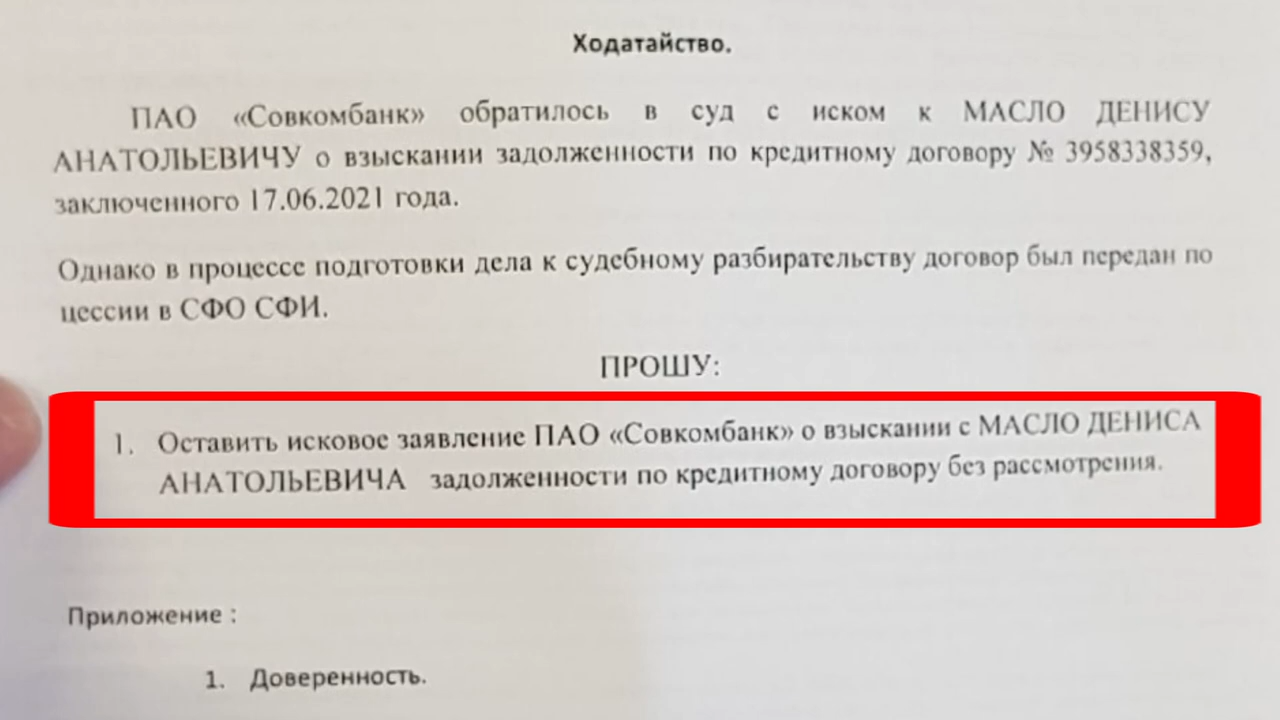 Ходатайство.
ПАО «Совкомбанк» обратилось в суд с иском к МАСЛО ДЕНИСУ
АНАТОЛЬЕВИЧУ о взыскании задолженности по кредитному договору № 3958338359,
заключенного 17.06.2021 года.
Однако в процессе подготовки дела к судебному разбирательству договор был передан по
цессии в СФО СФИ.
ПРОШУ:
1. Оставить исковое заявление ПАО «Совкомбанк» о взыскании с МАСЛО ДЕНИСА
АНАТОЛЬЕВИЧА задолженности по кредитному договору без рассмотрения.
Приложение :
1. Доверенность.